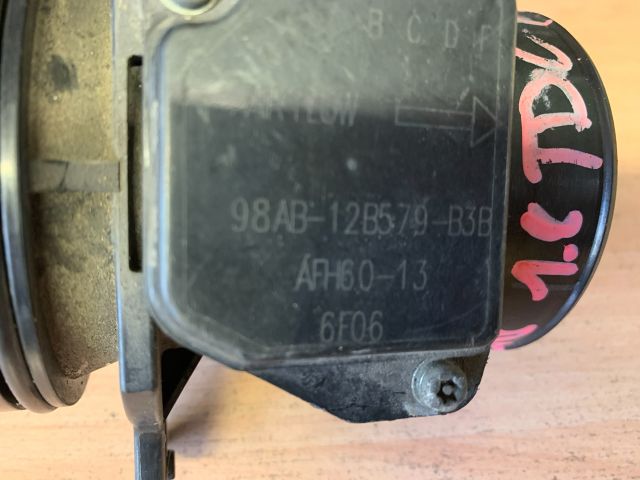 B C D F
AIRFLOW
98AB-12B579-B3B
AFH60-13
6F06
1.6 TDCi